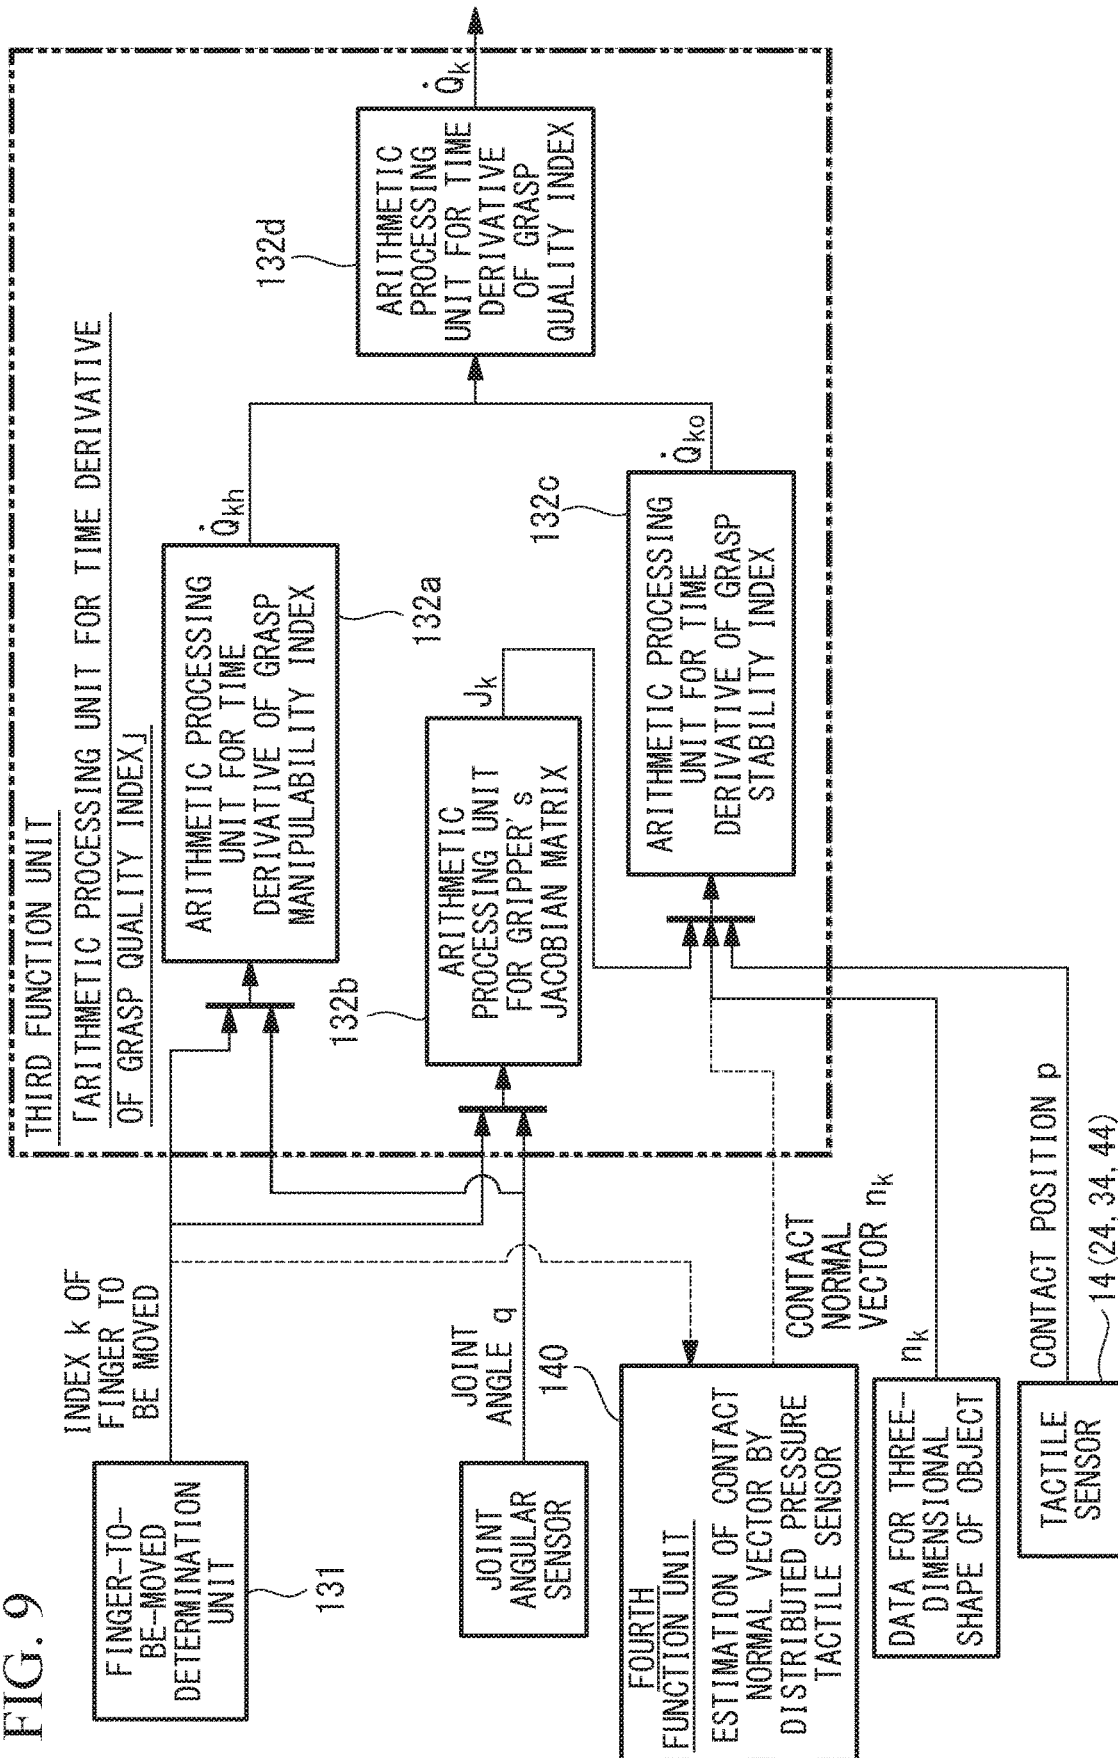 FIG. 9
THIRD FUNCTION UNIT
「ARITHMETIC PROCESSING UNIT FOR TIME DERIVATIVE
OF GRASP QUALITY INDEX」
FINGER-TO-
BE-MOVED
DETERMINATION
UNIT
131
INDEX k OF
FINGER TO
BE MOVED
ARITHMETIC PROCESSING
UNIT FOR TIME
DERIVATIVE OF GRASP
MANIPULABILITY INDEX
132a
Q̇kh
JOINT
ANGULAR
SENSOR
JOINT
ANGLE q
132b
ARITHMETIC
PROCESSING UNIT
FOR GRIPPER's
JACOBIAN MATRIX
Jk
132d
ARITHMETIC
PROCESSING
UNIT FOR TIME
DERIVATIVE
OF GRASP
QUALITY INDEX
Q̇k
FOURTH
FUNCTION UNIT
ESTIMATION OF CONTACT
NORMAL VECTOR BY
DISTRIBUTED PRESSURE
TACTILE SENSOR
140
CONTACT
NORMAL
VECTOR nk
132c
ARITHMETIC PROCESSING
UNIT FOR TIME
DERIVATIVE OF GRASP
STABILITY INDEX
Q̇ko
DATA FOR THREE-
DIMENSIONAL
SHAPE OF OBJECT
nk
TACTILE
SENSOR
CONTACT POSITION p
14 (24, 34, 44)